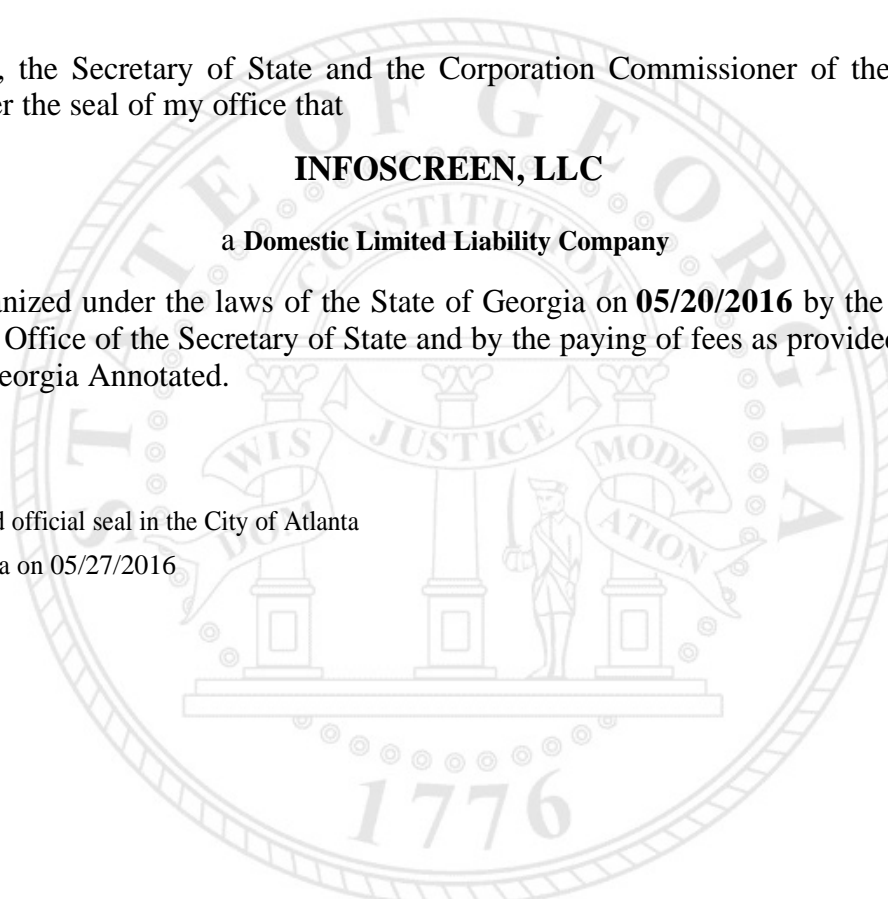 , the Secretary of State and the Corporation Commissioner of the
er the seal of my office that
INFOSCREEN, LLC
a Domestic Limited Liability Company
anized under the laws of the State of Georgia on 05/20/2016 by the
Office of the Secretary of State and by the paying of fees as provided
eorgia Annotated.
d official seal in the City of Atlanta
a on 05/27/2016
STATE OF GEORGIA
CONSTITUTION
WISDOM
JUSTICE
MODERATION
1776